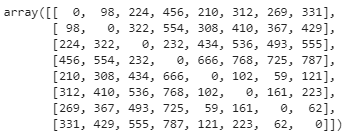 array([[  0,  98, 224, 456, 210, 312, 269, 331],
       [ 98,   0, 322, 554, 308, 410, 367, 429],
       [224, 322,   0, 232, 434, 536, 493, 555],
       [456, 554, 232,   0, 666, 768, 725, 787],
       [210, 308, 434, 666,   0, 102,  59, 121],
       [312, 410, 536, 768, 102,   0, 161, 223],
       [269, 367, 493, 725,  59, 161,   0,  62],
       [331, 429, 555, 787, 121, 223,  62,   0]])